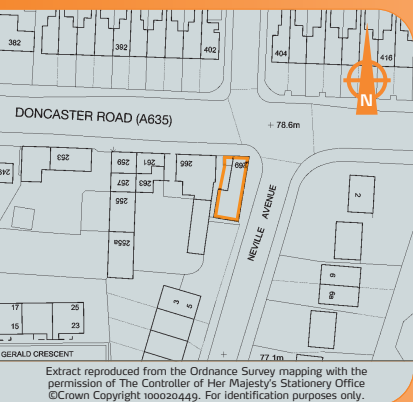 382
392
402
404
416
N
DONCASTER ROAD (A635)
+ 78.6m
253
259
261
265
269
257
263
255
255a
NEVILLE AVENUE
2
6
6a
3
5
17
25
15
23
GERALD CRESCENT
77.1m
Extract reproduced from the Ordnance Survey mapping with the
permission of The Controller of Her Majesty's Stationery Office
©Crown Copyright 100020449. For identification purposes only.